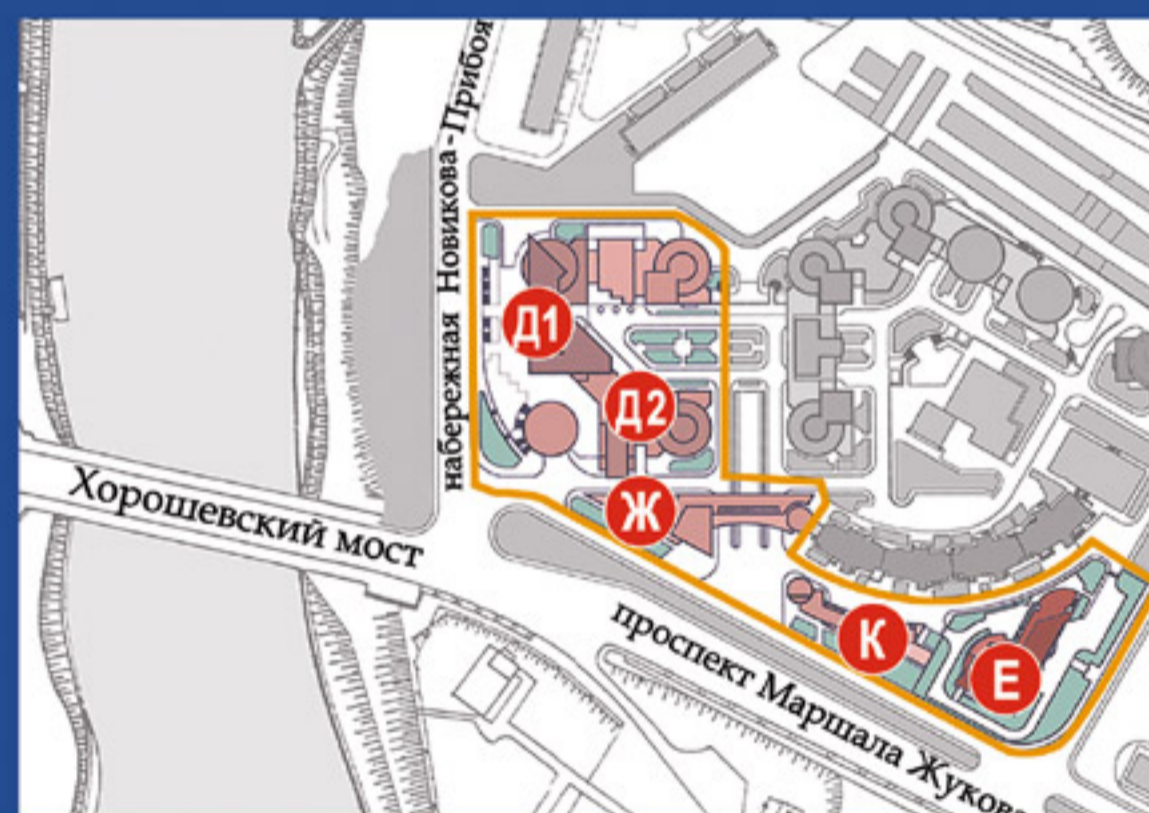 набережная Новикова-Прибоя
Д1
Д2
Хорошевский мост
Ж
проспект Маршала Жукова
К
Е